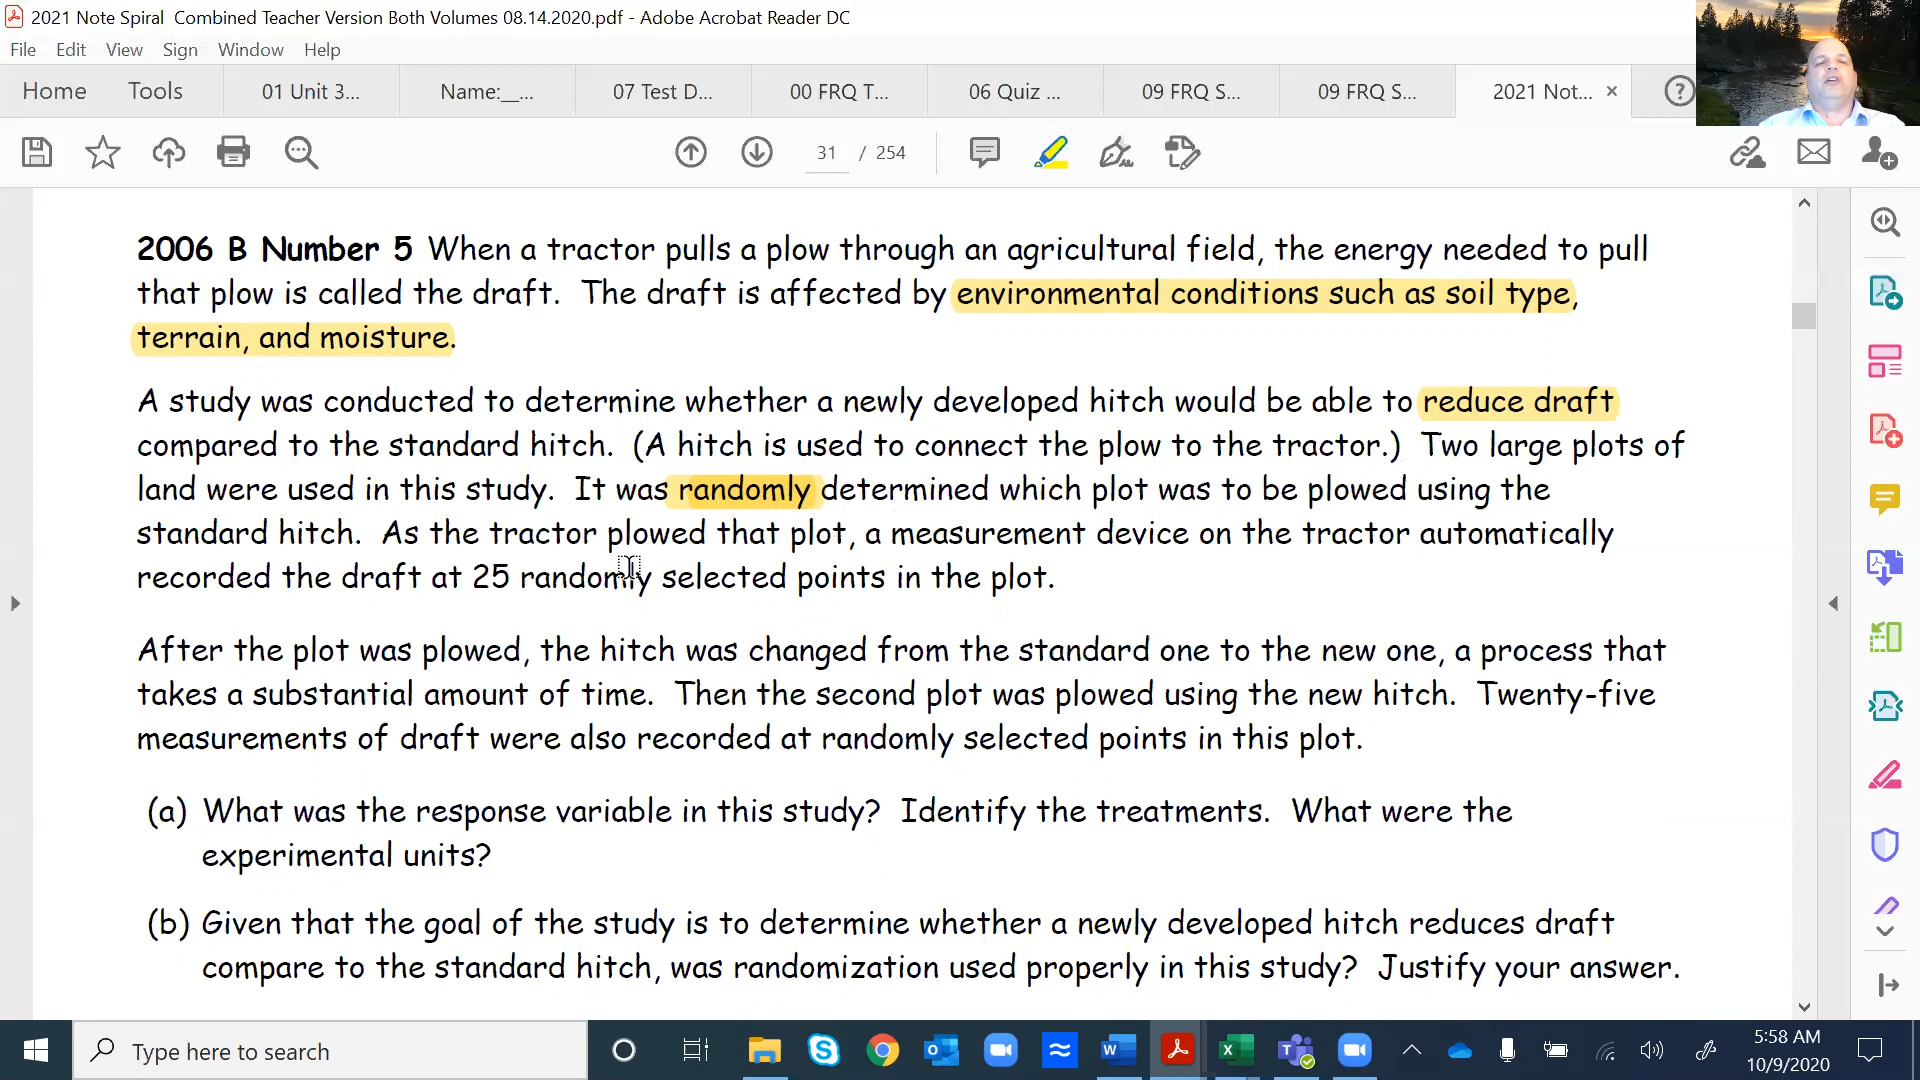 2021 Note Spiral  Combined Teacher Version Both Volumes 08.14.2020.pdf - Adobe Acrobat Reader DC
File Edit View Sign Window Help
Home Tools 01 Unit 3... Name:__... 07 Test D... 00 FRQ T... 06 Quiz ... 09 FRQ S... 09 FRQ S... 2021 Not... ×
31 / 254
2006 B Number 5 When a tractor pulls a plow through an agricultural field, the energy needed to pull
that plow is called the draft. The draft is affected by environmental conditions such as soil type,
terrain, and moisture.
A study was conducted to determine whether a newly developed hitch would be able to reduce draft
compared to the standard hitch. (A hitch is used to connect the plow to the tractor.) Two large plots of
land were used in this study. It was randomly determined which plot was to be plowed using the
standard hitch. As the tractor plowed that plot, a measurement device on the tractor automatically
recorded the draft at 25 randomly selected points in the plot.
After the plot was plowed, the hitch was changed from the standard one to the new one, a process that
takes a substantial amount of time. Then the second plot was plowed using the new hitch. Twenty-five
measurements of draft were also recorded at randomly selected points in this plot.
(a) What was the response variable in this study? Identify the treatments. What were the
experimental units?
(b) Given that the goal of the study is to determine whether a newly developed hitch reduces draft
compare to the standard hitch, was randomization used properly in this study? Justify your answer.
Type here to search
5:58 AM
10/9/2020